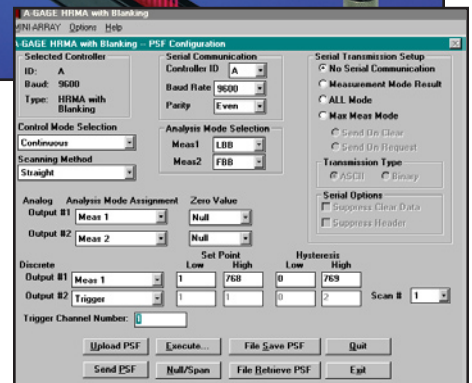 A-GAGE HRMA with Blanking
MINI-ARRAY Options Help
A-GAGE HRMA with Blanking -- PSF Configuration
Selected Controller
ID: A
Baud: 9600
Type: HRMA with Blanking
Serial Communication
Controller ID A
Baud Rate 9600
Parity Even
Serial Transmission Setup
No Serial Communication
Measurement Mode Result
ALL Mode
Max Meas Mode
Send On Clear
Send On Request
Transmission Type
ASCII Binary
Serial Options
Suppress Clear Data
Suppress Header
Control Mode Selection
Continuous
Scanning Method
Straight
Analysis Mode Selection
Meas1 LBB
Meas2 FBB
Analog Analysis Mode Assignment Zero Value
Output #1 Meas 1 Null
Output #2 Meas 2 Null
Set Point Hysteresis
Discrete Low High Low High
Output #1 Meas 1 1 768 0 769
Output #2 Trigger 1 1 0 2 Scan # 1
Trigger Channel Number: 1
Upload PSF Execute... File Save PSF Quit
Send PSF Null/Span File Retrieve PSF Exit